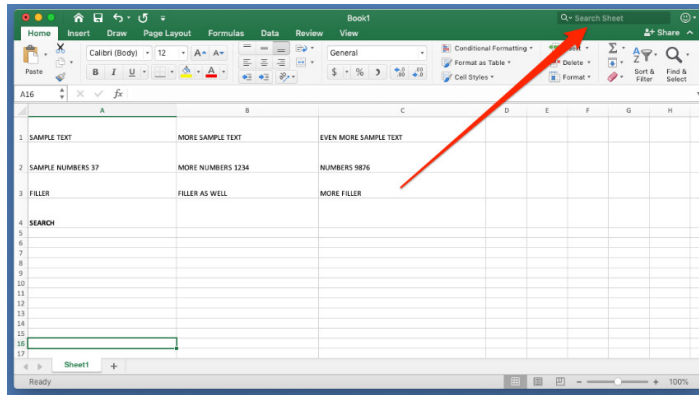 Book1
Search Sheet
Home Insert Draw Page Layout Formulas Data Review View
Share
Calibri (Body) 12 A A
General
Conditional Formatting
Paste
B I U A
$ % )
Format as Table
Delete
Cell Styles
Format
Sort & Filter
Find & Select
A16 fx
A B C D E F G H
1 SAMPLE TEXT MORE SAMPLE TEXT EVEN MORE SAMPLE TEXT
2 SAMPLE NUMBERS 37 MORE NUMBERS 1234 NUMBERS 9876
3 FILLER FILLER AS WELL MORE FILLER
4 SEARCH
5
6
7
8
9
10
11
12
13
14
15
16
17
Sheet1 +
Ready
100%